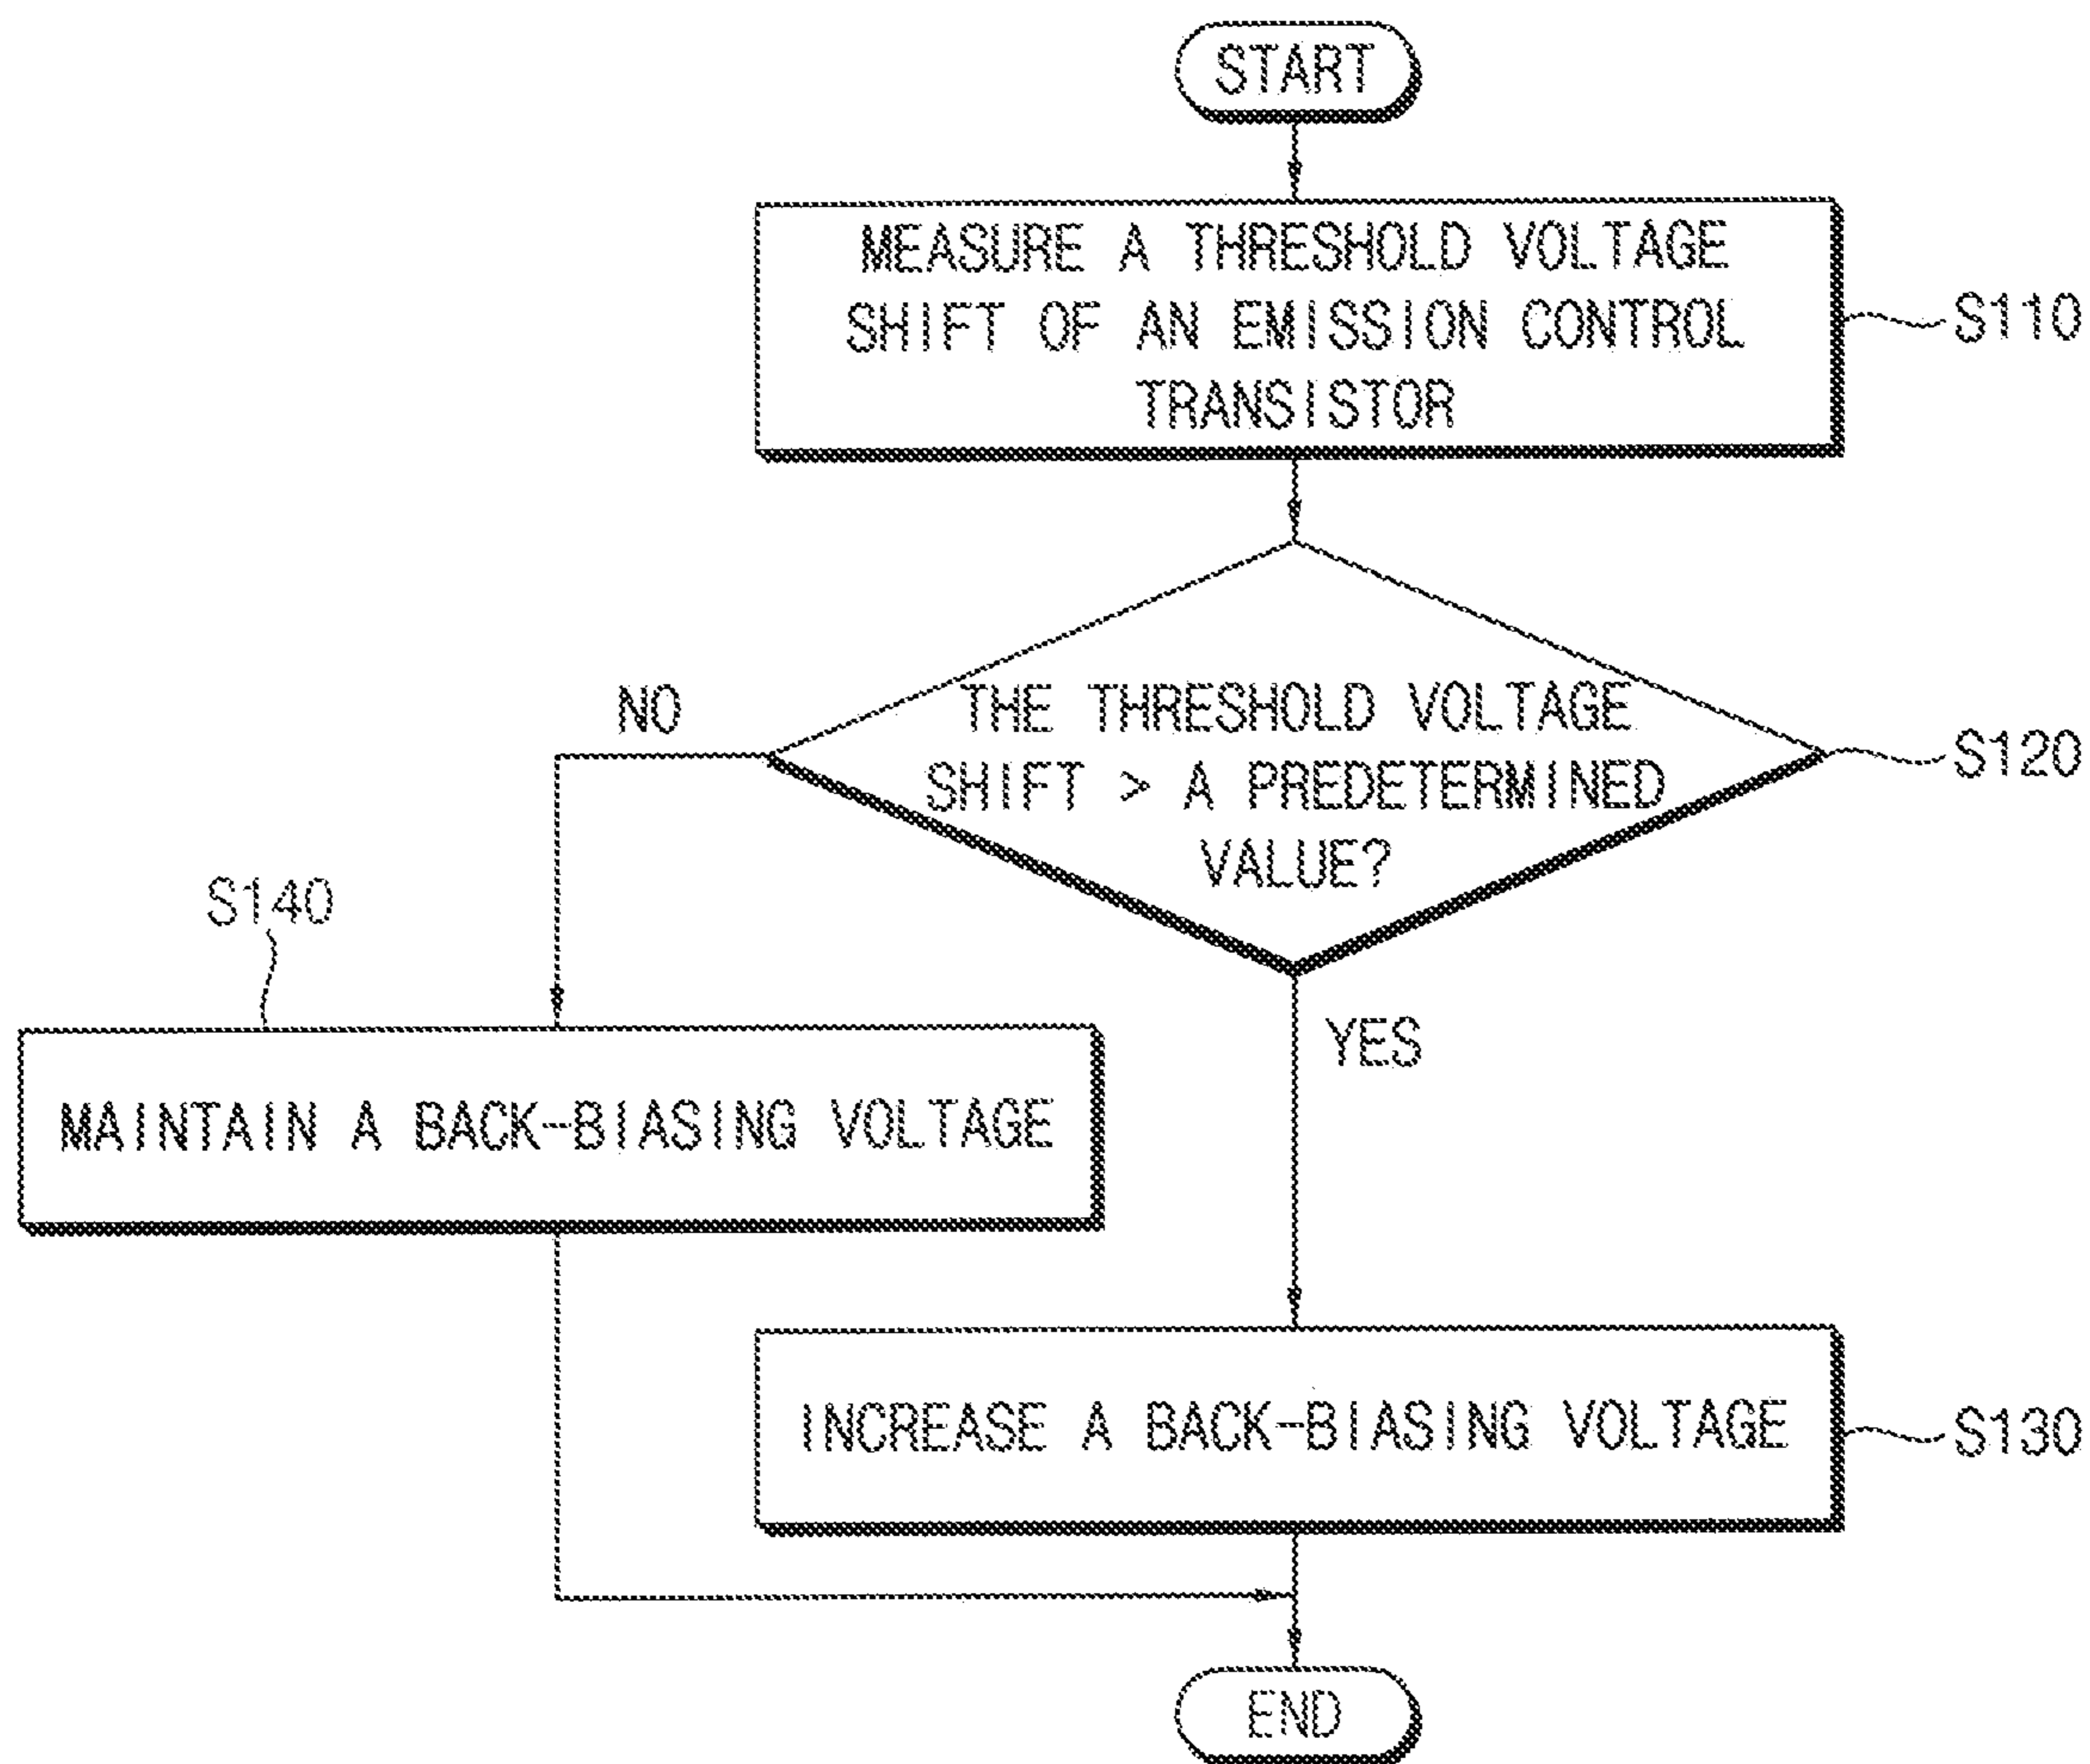 START
MEASURE A THRESHOLD VOLTAGE
SHIFT OF AN EMISSION CONTROL
TRANSISTOR
S110
THE THRESHOLD VOLTAGE
SHIFT > A PREDETERMINED
VALUE?
S120
NO
YES
S140
MAINTAIN A BACK-BIASING VOLTAGE
INCREASE A BACK-BIASING VOLTAGE
S130
END